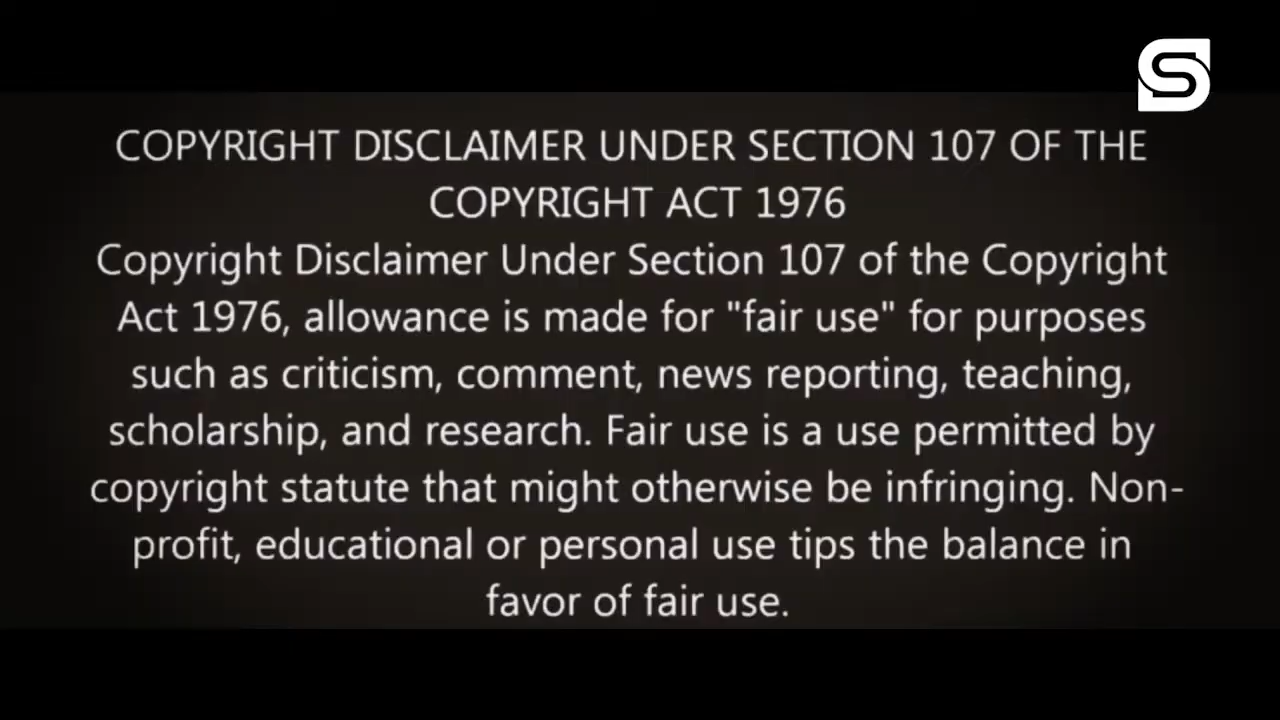 COPYRIGHT DISCLAIMER UNDER SECTION 107 OF THE
COPYRIGHT ACT 1976
Copyright Disclaimer Under Section 107 of the Copyright
Act 1976, allowance is made for "fair use" for purposes
such as criticism, comment, news reporting, teaching,
scholarship, and research. Fair use is a use permitted by
copyright statute that might otherwise be infringing. Non-
profit, educational or personal use tips the balance in
favor of fair use.